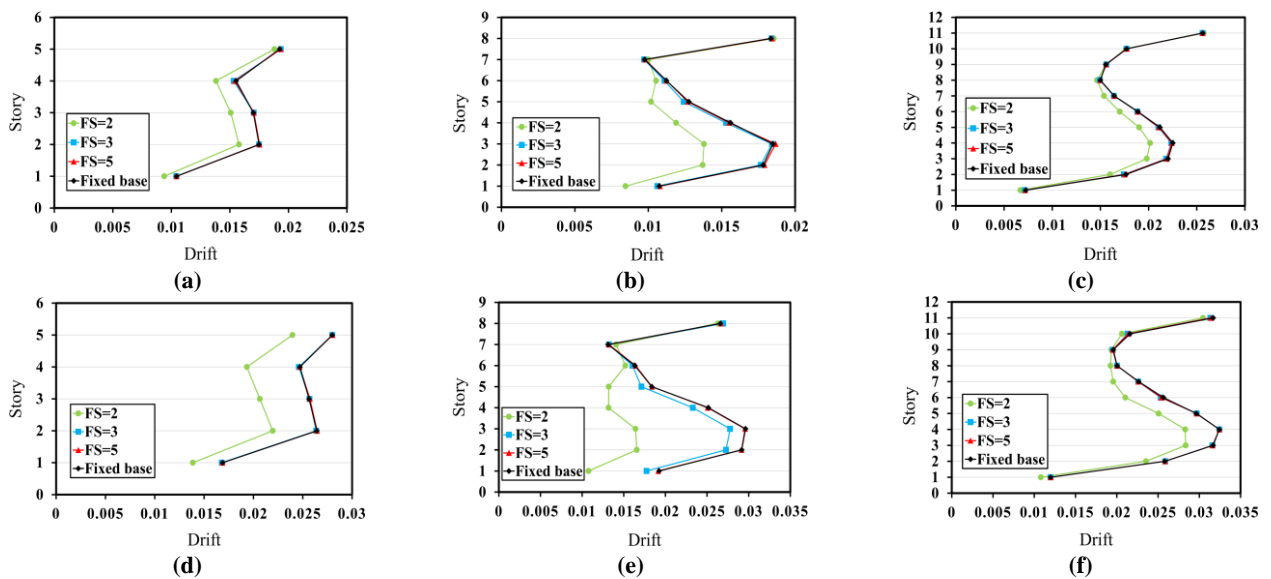 6
5
4
3
2
1
0
Story
FS=2
FS=3
FS=5
Fixed base
0 0.005 0.01 0.015 0.02 0.025
Drift
(a)
9
8
7
6
5
4
3
2
1
0
Story
FS=2
FS=3
FS=5
Fixed base
0 0.005 0.01 0.015 0.02
Drift
(b)
12
11
10
9
8
7
6
5
4
3
2
1
0
Story
FS=2
FS=3
FS=5
Fixed base
0 0.005 0.01 0.015 0.02 0.025 0.03
Drift
(c)
6
5
4
3
2
1
0
Story
FS=2
FS=3
FS=5
Fixed base
0 0.005 0.01 0.015 0.02 0.025 0.03
Drift
(d)
9
8
7
6
5
4
3
2
1
0
Story
FS=2
FS=3
FS=5
Fixed base
0 0.005 0.01 0.015 0.02 0.025 0.03 0.035
Drift
(e)
12
11
10
9
8
7
6
5
4
3
2
1
0
Story
FS=2
FS=3
FS=5
Fixed base
0 0.005 0.01 0.015 0.02 0.025 0.03 0.035
Drift
(f)